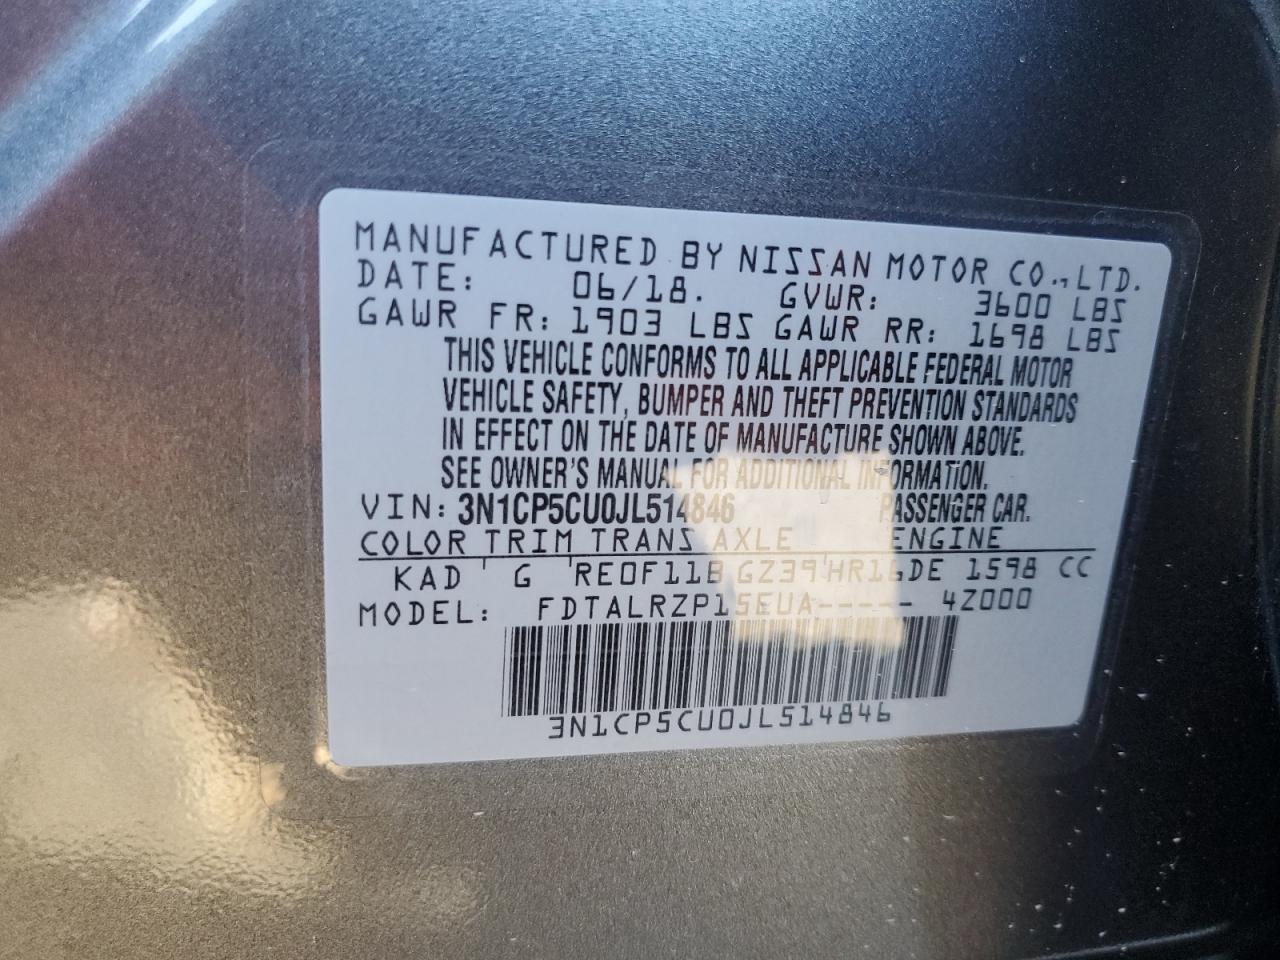 MANUFACTURED BY NISSAN MOTOR CO.,LTD.
DATE: 06/18. GVWR: 3600 LBS
GAWR FR: 1903 LBS GAWR RR: 1698 LBS
THIS VEHICLE CONFORMS TO ALL APPLICABLE FEDERAL MOTOR
VEHICLE SAFETY, BUMPER AND THEFT PREVENTION STANDARDS
IN EFFECT ON THE DATE OF MANUFACTURE SHOWN ABOVE.
SEE OWNER'S MANUAL FOR ADDITIONAL INFORMATION.
VIN: 3N1CP5CU0JL514846 PASSENGER CAR.
COLOR TRIM TRANS AXLE ENGINE
KAD ' G 'RE0F11B GZ39'HR16DE 1598 CC
MODEL: FDTALRZP15EUA----- 4Z000
3N1CP5CU0JL514846